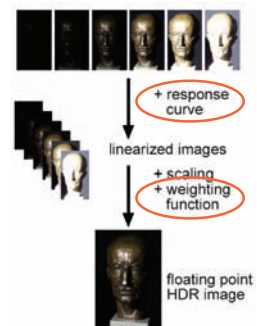 + response
curve
linearized images
+ scaling
+ weighting
function
floating point
HDR image